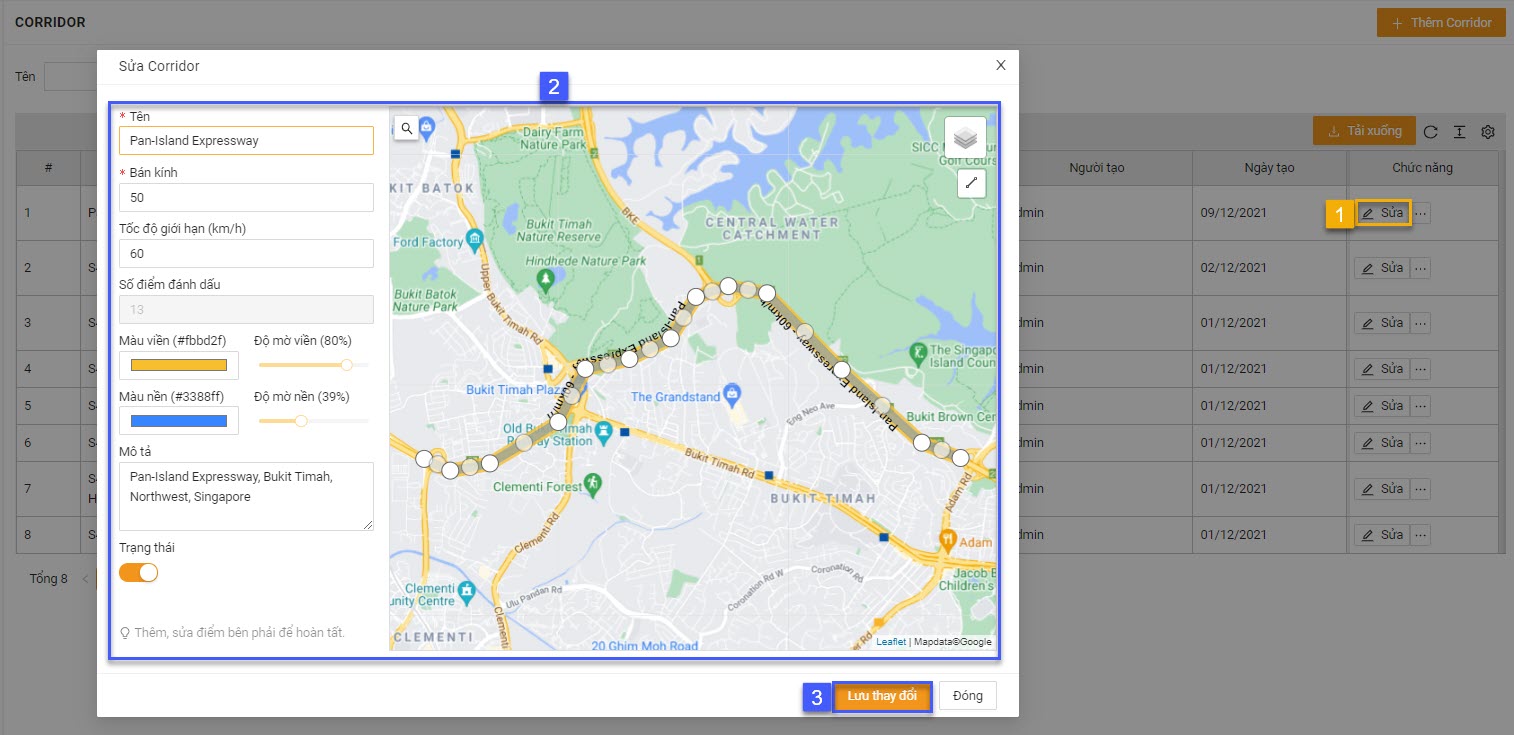 CORRIDOR
Thêm Corridor
Tên
Tải xuống
#
Người tạo
Ngày tạo
Chức năng
1
dmin
09/12/2021
1
Sửa
2
dmin
02/12/2021
Sửa
3
dmin
01/12/2021
Sửa
4
dmin
01/12/2021
Sửa
5
dmin
01/12/2021
Sửa
6
dmin
01/12/2021
Sửa
7
dmin
01/12/2021
Sửa
8
dmin
01/12/2021
Sửa
Tổng 8
Sửa Corridor
X
2
* Tên
Pan-Island Expressway
* Bán kính
50
Tốc độ giới hạn (km/h)
60
Số điểm đánh dấu
13
Màu viền (#fbbd2f)
Độ mờ viền (80%)
Màu nền (#3388ff)
Độ mờ nền (39%)
Mô tả
Pan-Island Expressway, Bukit Timah,
Northwest, Singapore
Trạng thái
Thêm, sửa điểm bên phải để hoàn tất.
Dairy Farm
Nature Park
SICC M
Golf Cours
KIT BATOK
BKE
CENTRAL WATER
CATCHMENT
Bukit Timah
Nature Reserve
Ford Factory
Hindhede Nature Park
Upper Bukit Timah Rd
Bukit Batok
Nature Park
Pan-Island Expressway - 60km/h
Pan-Island Expressway - 60km/h
The Singap
Island Coun
Bukit Timah Plaza
The Grandstand
Eng Neo Ave
Bukit Brown Cem
Old Bukit Timah
Railway Station
Bukit Timah Rd
Clementi Forest
BUKIT TIMAH
Adam Rd
Clementi Rd
Adam
Jacob B
Children's
Coronation Rd W
Coronation Rd
Clementi
unity Centre
Ulu Pandan Rd
CLEMENTI
20 Ghim Moh Road
Leaflet | Mapdata©Google
3
Lưu thay đổi
Đóng